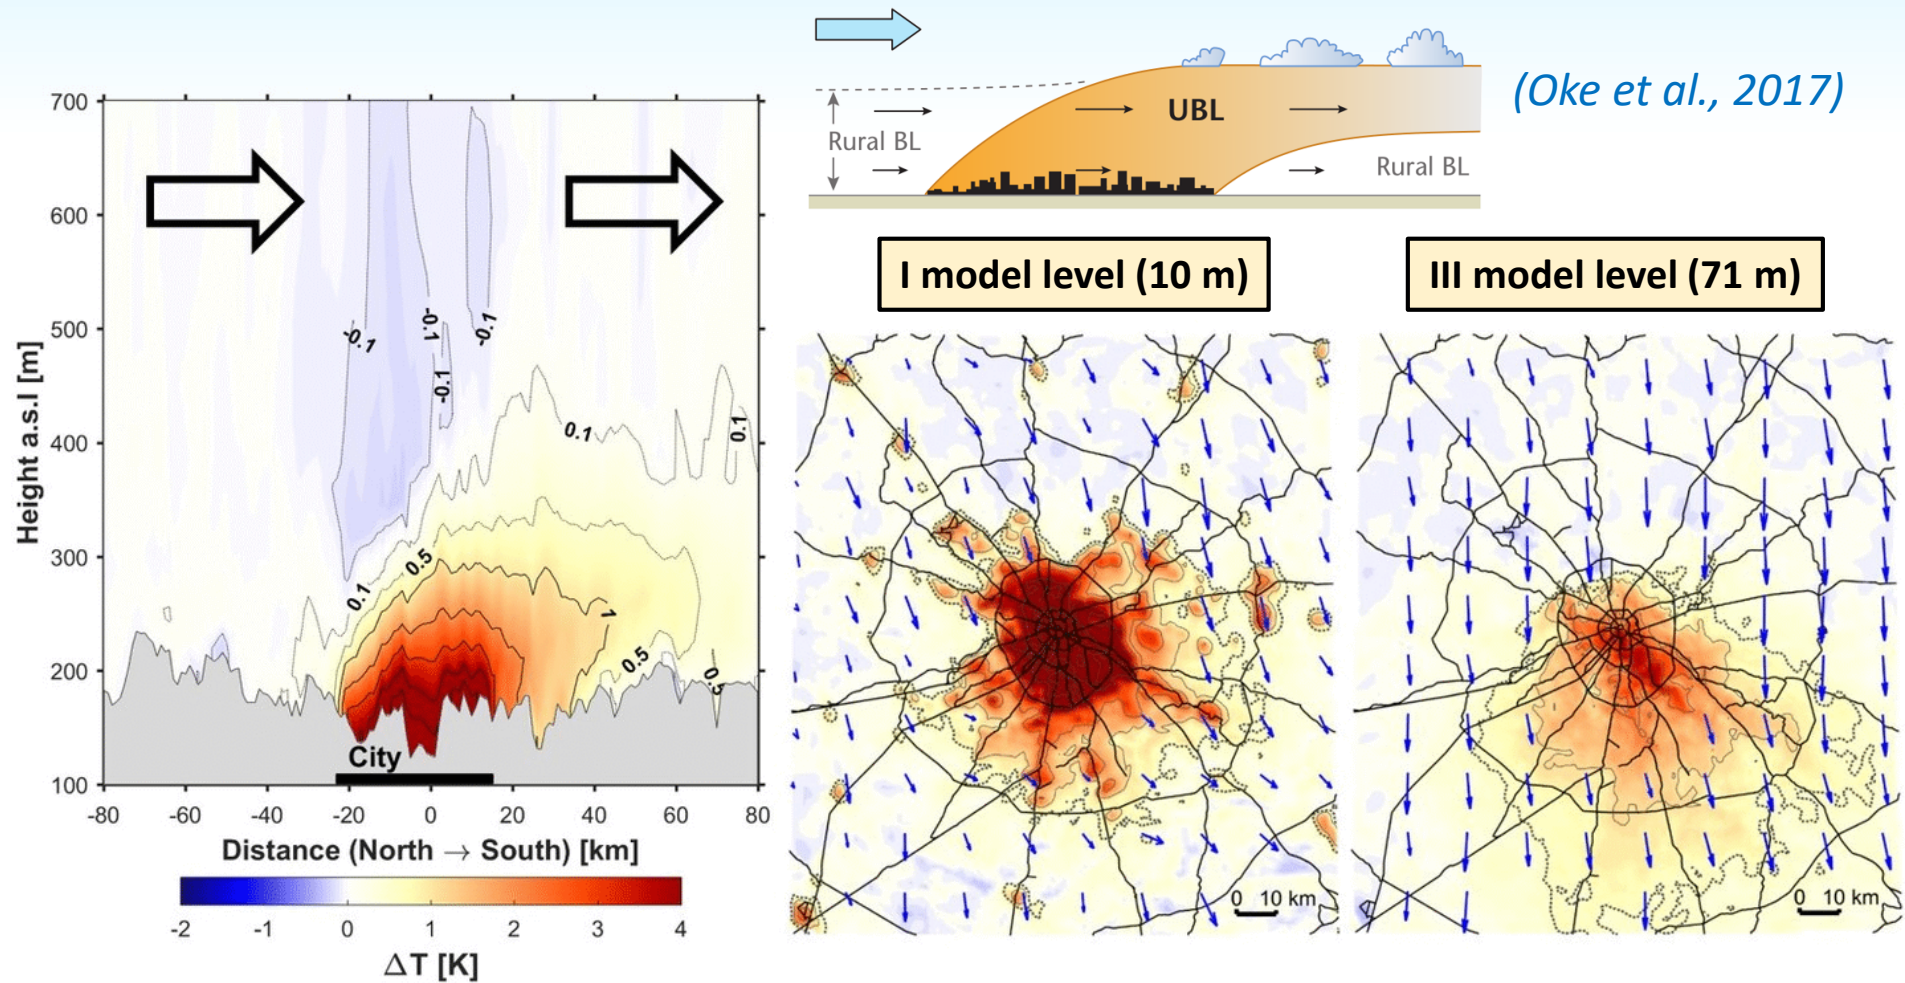 (Oke et al., 2017)
UBL
Rural BL
Rural BL
I model level (10 m)
III model level (71 m)
700
600
500
400
300
200
100
Height a.s.l [m]
-0.1
-0.1
-0.1
-0.1
0.1
0.1
0.1
0.5
1
0.5
0.5
City
-80
-60
-40
-20
0
20
40
60
80
Distance (North → South) [km]
-2
-1
0
1
2
3
4
ΔT [K]
0 10 km
0 10 km